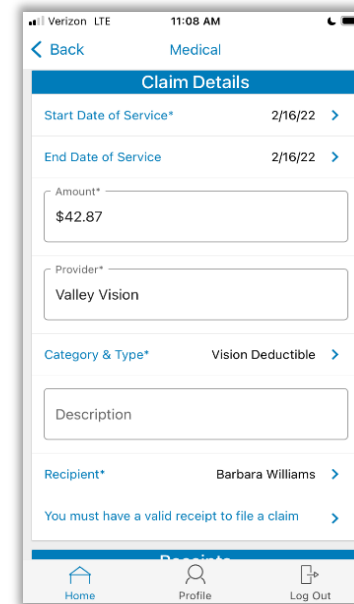 Verizon LTE 11:08 AM
Back Medical
Claim Details
Start Date of Service* 2/16/22
End Date of Service 2/16/22
Amount*
$42.87
Provider*
Valley Vision
Category & Type* Vision Deductible
Description
Recipient* Barbara Williams
You must have a valid receipt to file a claim
Receipts
Home Profile Log Out